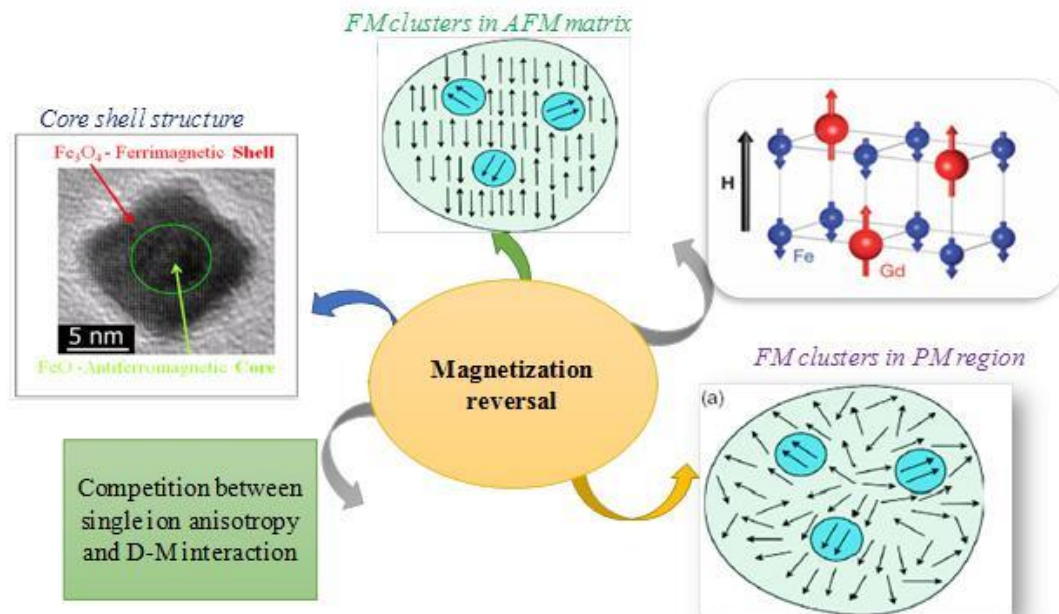 FM clusters in AFM matrix
Core shell structure
Fe₃O₄ - Ferrimagnetic Shell
5 nm
FeO - Antiferromagnetic Core
H
Fe
Gd
Magnetization
reversal
FM clusters in PM region
(a)
Competition between
single ion anisotropy
and D-M interaction